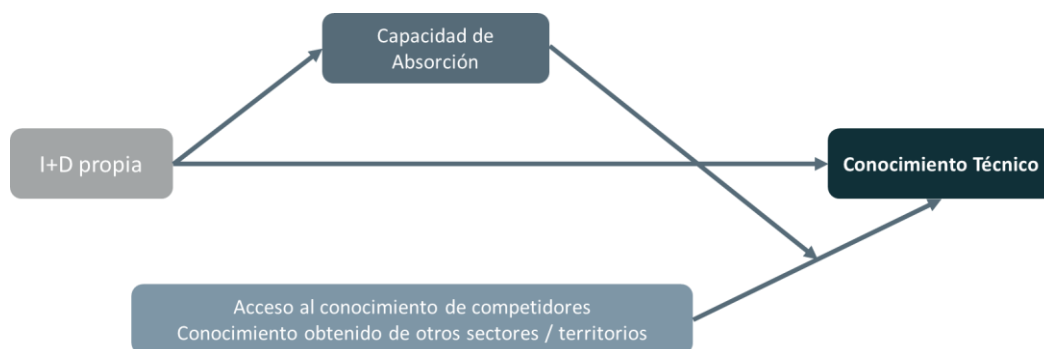 Capacidad de
Absorción
I+D propia
Conocimiento Técnico
Acceso al conocimiento de competidores
Conocimiento obtenido de otros sectores / territorios